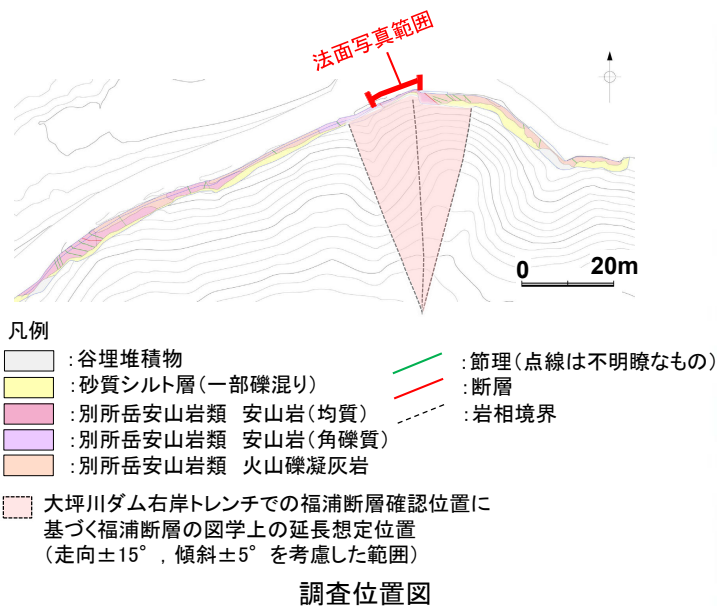 法面写真範囲
0 20m
凡例
:谷埋堆積物
:砂質シルト層(一部礫混り)
:別所岳安山岩類 安山岩(均質)
:別所岳安山岩類 安山岩(角礫質)
:別所岳安山岩類 火山礫凝灰岩
:節理(点線は不明瞭なもの)
:断層
:岩相境界
大坪川ダム右岸トレンチでの福浦断層確認位置に
基づく福浦断層の図学上の延長想定位置
(走向±15°,傾斜±5°を考慮した範囲)
調査位置図